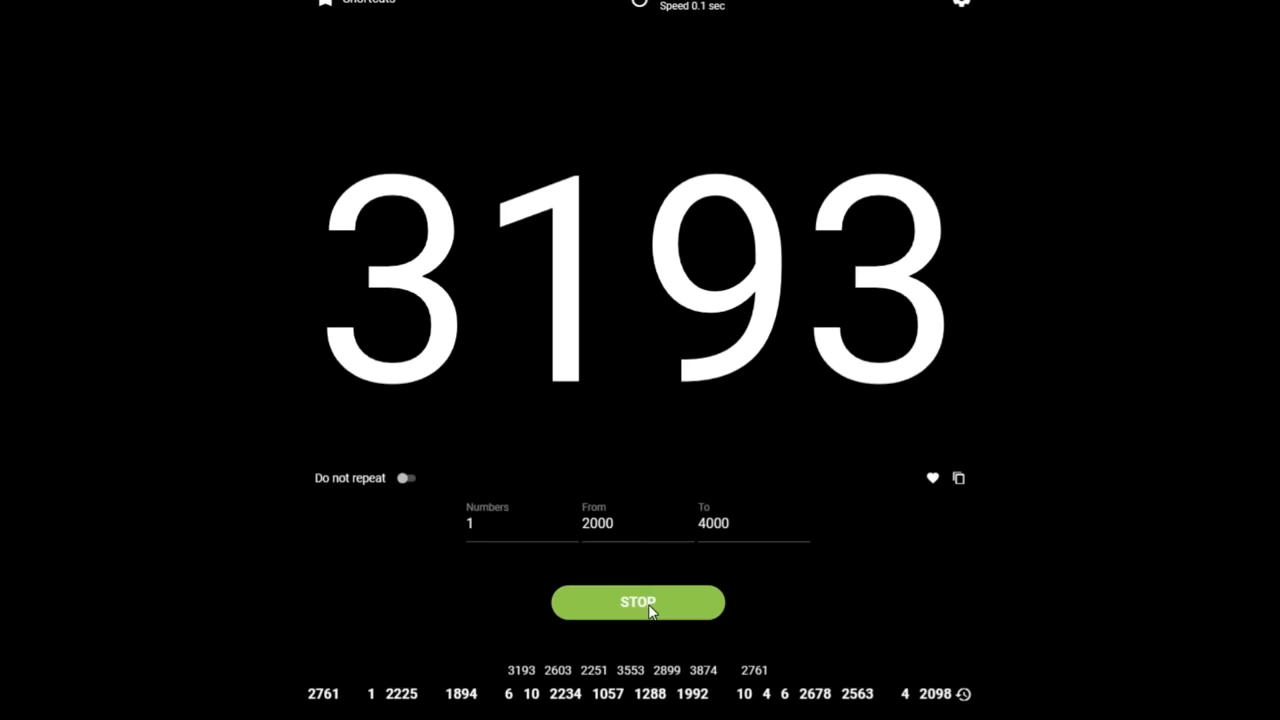 Shortcuts
Speed 0.1 sec
3193
Do not repeat
Numbers From To
1 2000 4000
STOP
3193 2603 2251 3553 2899 3874 2761
2761 1 2225 1894 6 10 2234 1057 1288 1992 10 4 6 2678 2563 4 2098